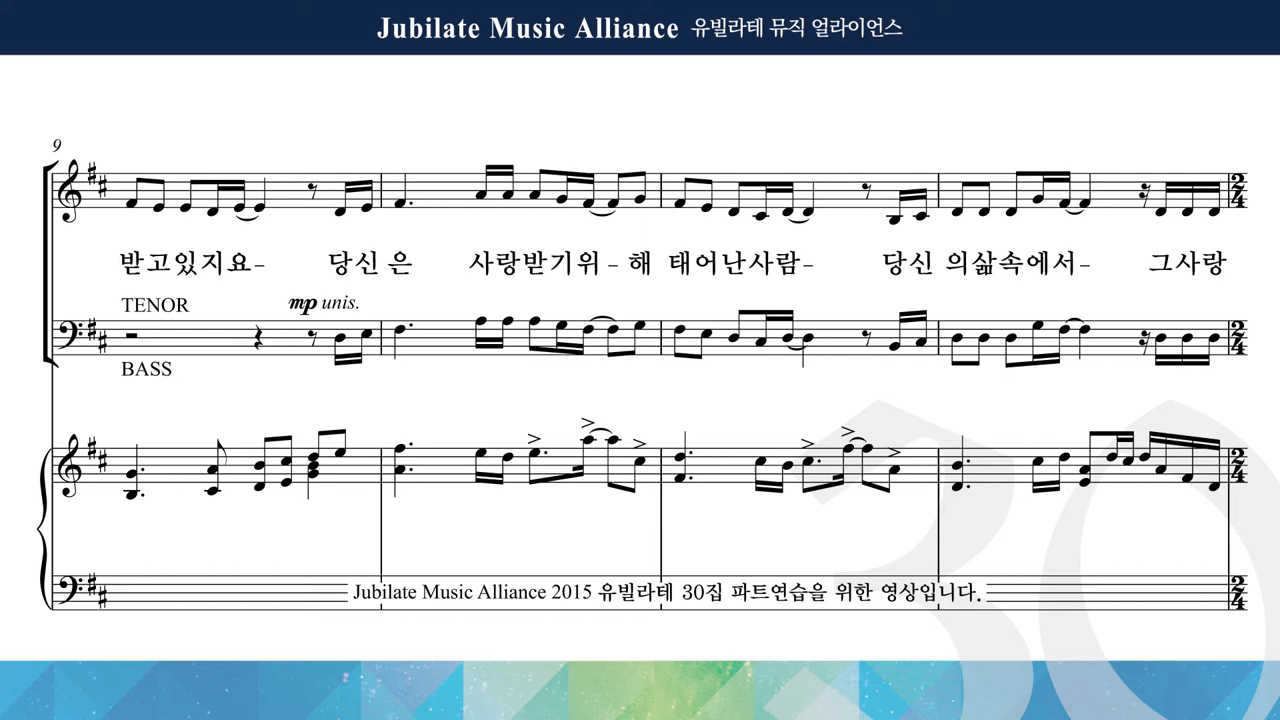 Jubilate Music Alliance 유빌라테 뮤직 얼라이언스
9
받고있지요– 당신은 사랑받기위–해 태어난사람– 당신의삶속에서– 그사랑
TENOR mp unis.
BASS
Jubilate Music Alliance 2015 유빌라테 30집 파트연습을 위한 영상입니다.
30